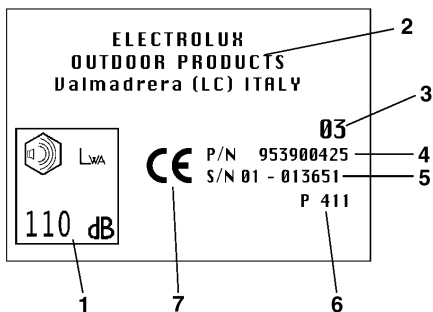 ELECTROLUX
OUTDOOR PRODUCTS
Valmadrera (LC) ITALY
2
03
3
LWA
CE
P/N 953900425
4
S/N 01 - 013651
5
P 411
110 dB
1
7
6